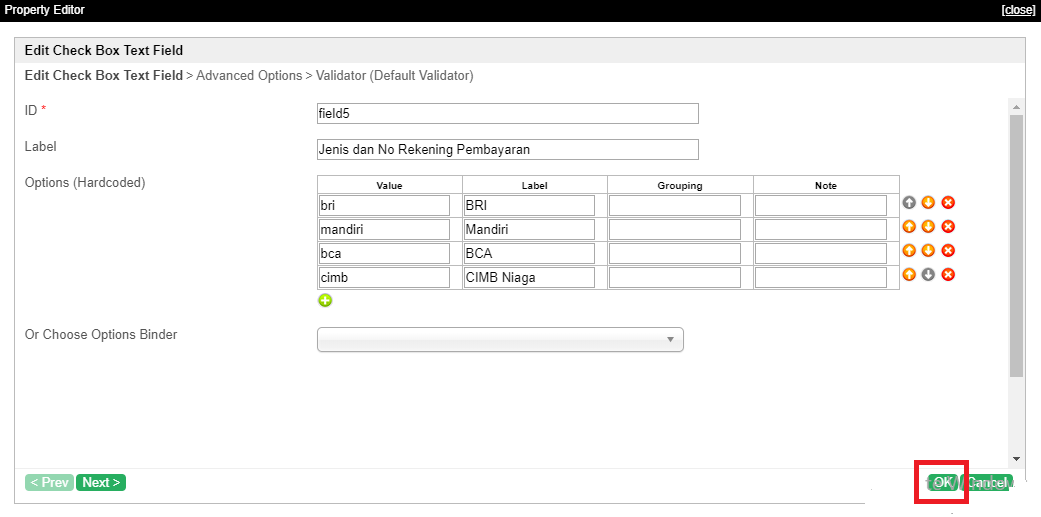 Property Editor [close]
Edit Check Box Text Field
Edit Check Box Text Field > Advanced Options > Validator (Default Validator)
ID *
field5
Label
Jenis dan No Rekening Pembayaran
Options (Hardcoded)
Value Label Grouping Note
bri BRI
mandiri Mandiri
bca BCA
cimb CIMB Niaga
Or Choose Options Binder
< Prev Next > OK Cancel